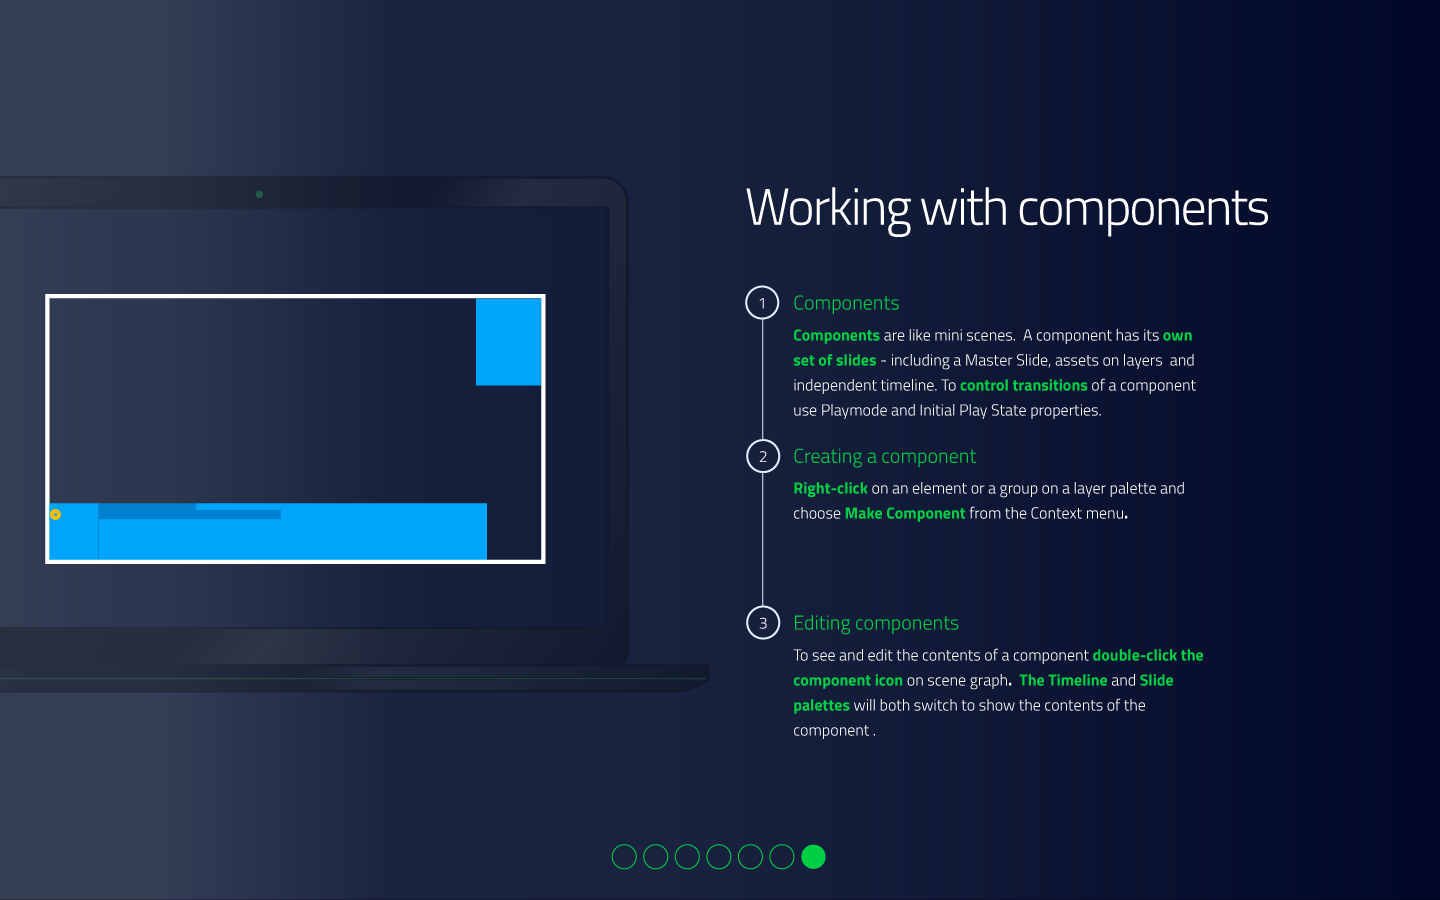 Working with components
1
Components
Components are like mini scenes.  A component has its own
set of slides - including a Master Slide, assets on layers  and
independent timeline. To control transitions of a component
use Playmode and Initial Play State properties.
2
Creating a component
Right-click on an element or a group on a layer palette and
choose Make Component from the Context menu.
3
Editing components
To see and edit the contents of a component double-click the
component icon on scene graph.  The Timeline and Slide
palettes will both switch to show the contents of the
component .